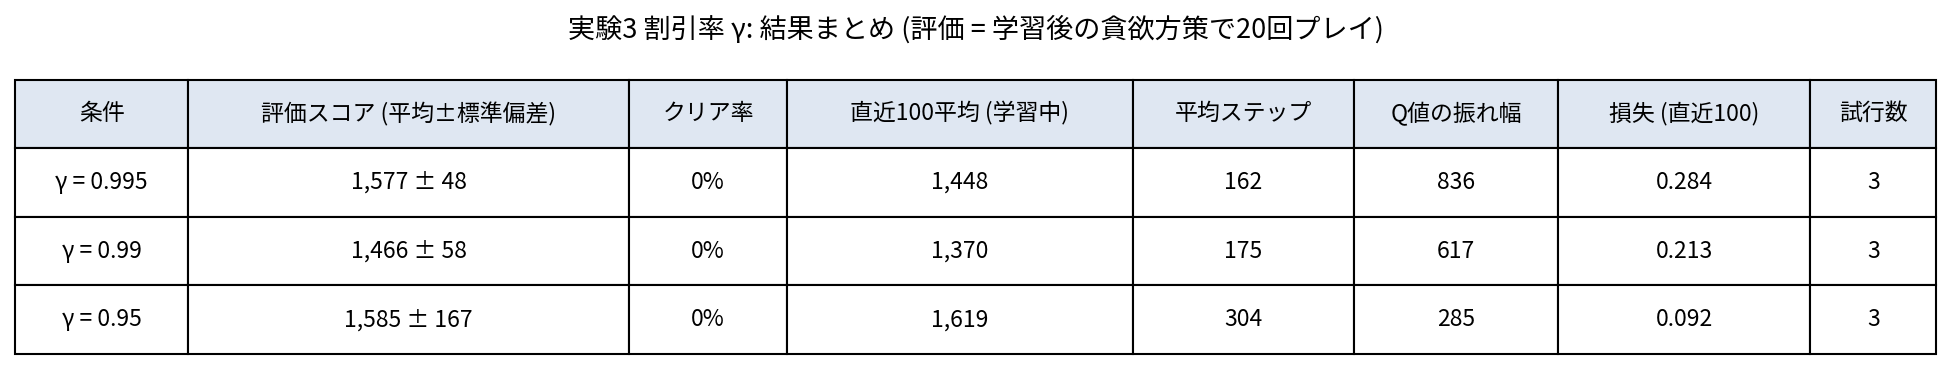 実験3 割引率 γ: 結果まとめ (評価 = 学習後の貪欲方策で20回プレイ)
条件 評価スコア (平均±標準偏差) クリア率 直近100平均 (学習中) 平均ステップ Q値の振れ幅 損失 (直近100) 試行数
γ = 0.995 1,577 ± 48 0% 1,448 162 836 0.284 3
γ = 0.99 1,466 ± 58 0% 1,370 175 617 0.213 3
γ = 0.95 1,585 ± 167 0% 1,619 304 285 0.092 3